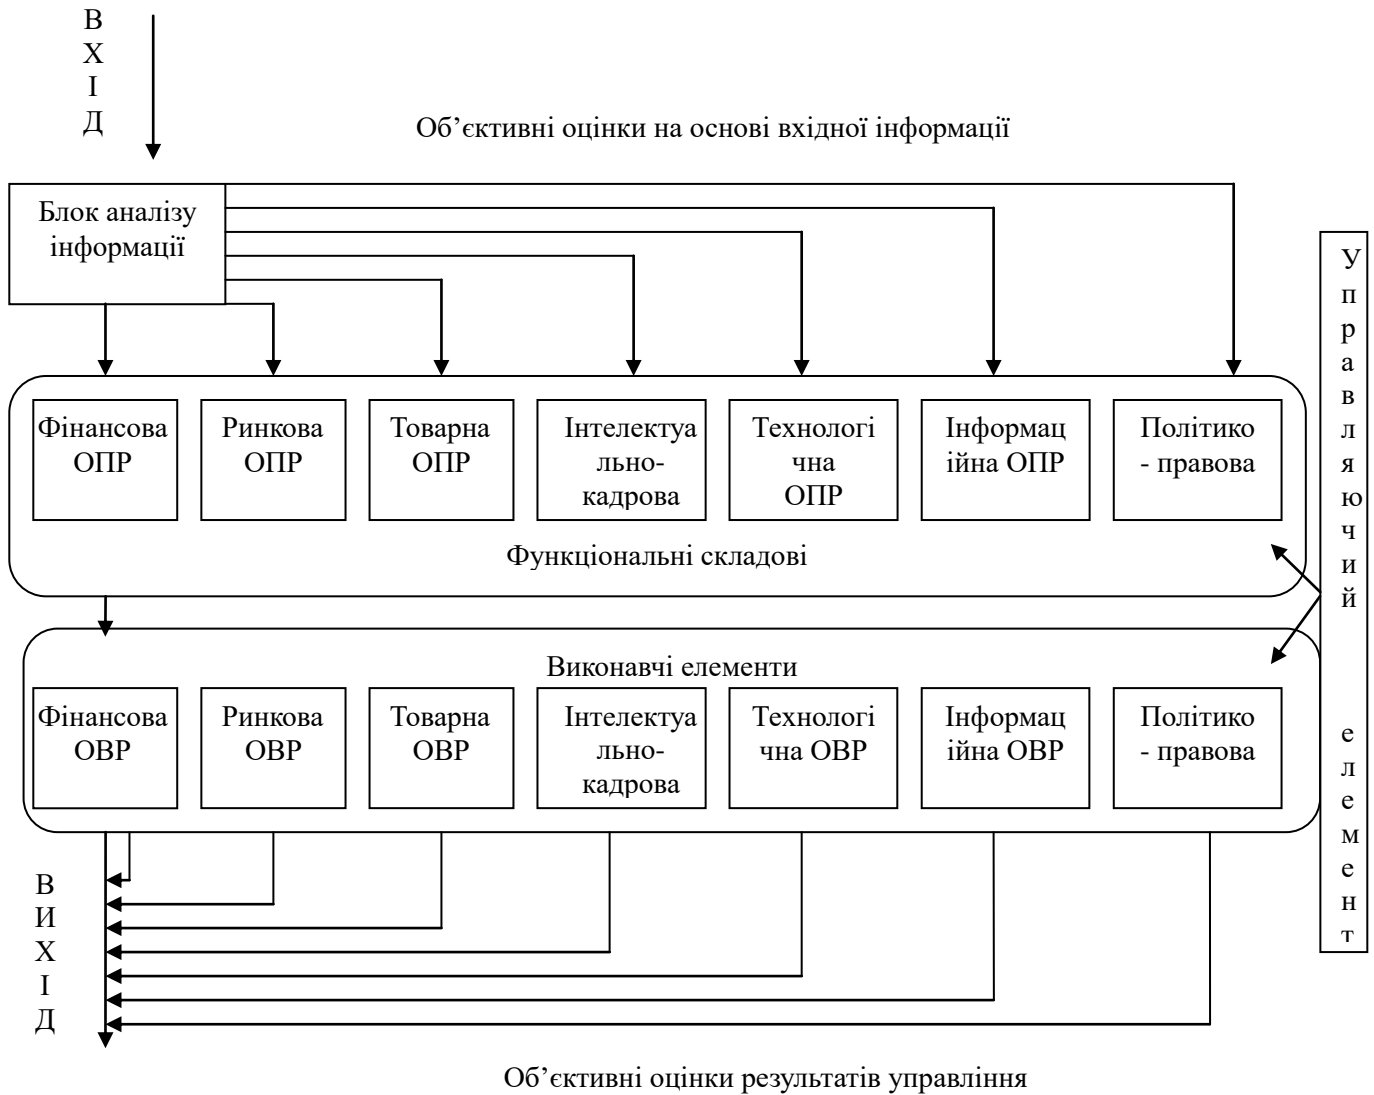 В
Х
І
Д
Об’єктивні оцінки на основі вхідної інформації
Блок аналізу
інформації
Фінансова
ОПР
Ринкова
ОПР
Товарна
ОПР
Інтелектуа
льно-
кадрова
Технологі
чна
ОПР
Інформац
ійна ОПР
Політико
- правова
Функціональні складові
У
п
р
а
в
л
я
ю
ч
и
й
е
л
е
м
е
н
т
Виконавчі елементи
Фінансова
ОВР
Ринкова
ОВР
Товарна
ОВР
Інтелектуа
льно-
кадрова
Технологі
чна ОВР
Інформац
ійна ОВР
Політико
- правова
В
И
Х
І
Д
Об’єктивні оцінки результатів управління